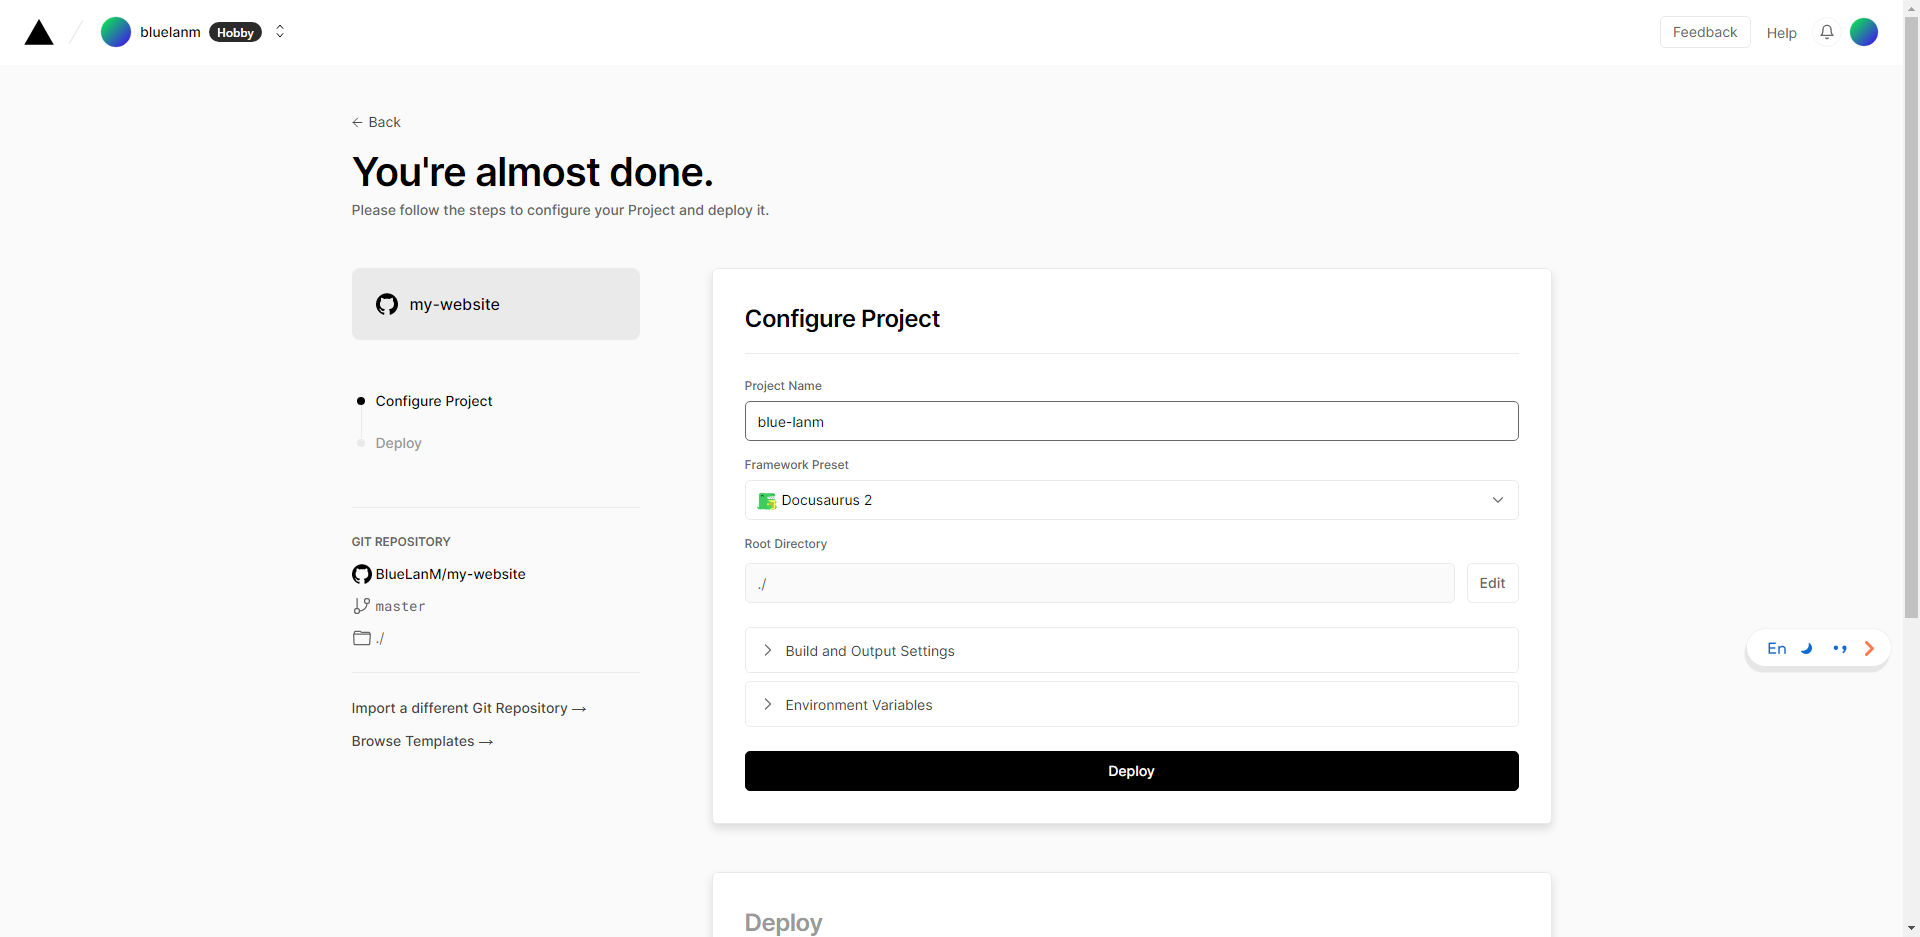 bluelanm Hobby
Feedback Help
← Back
You're almost done.
Please follow the steps to configure your Project and deploy it.
my-website
Configure Project
Deploy
GIT REPOSITORY
BlueLanM/my-website
master
./
Import a different Git Repository →
Browse Templates →
Configure Project
Project Name
blue-lanm
Framework Preset
Docusaurus 2
Root Directory
./ Edit
Build and Output Settings
Environment Variables
Deploy
Deploy
En